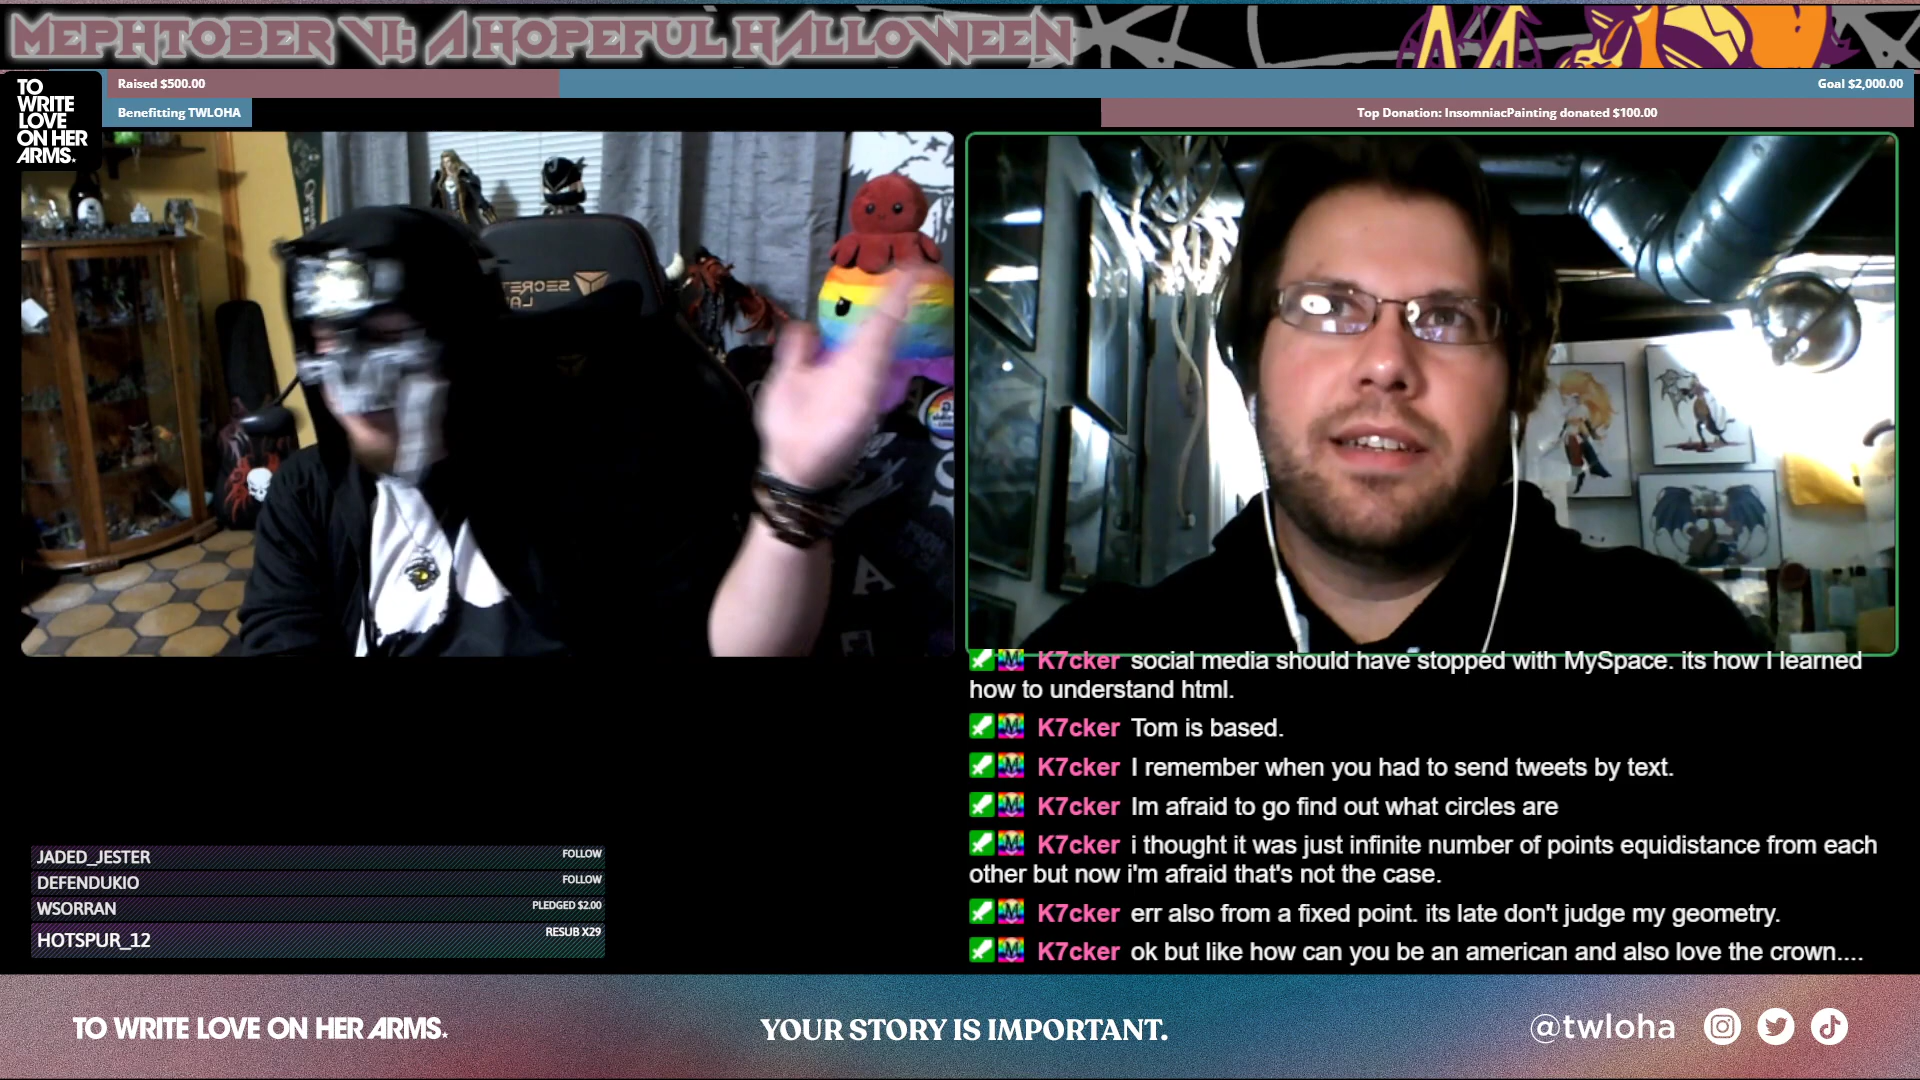 MEPHTOBER VI: A HOPEFUL HALLOWEEN
TO
WRITE
LOVE
ON HER
ARMS.
Raised $500.00
Goal $2,000.00
Benefitting TWLOHA
Top Donation: InsomniacPainting donated $100.00
SECRET
LA
A
K7cker social media should have stopped with MySpace. its how I learned
how to understand html.
K7cker Tom is based.
K7cker I remember when you had to send tweets by text.
K7cker Im afraid to go find out what circles are
K7cker i thought it was just infinite number of points equidistance from each
other but now i'm afraid that's not the case.
K7cker err also from a fixed point. its late don't judge my geometry.
K7cker ok but like how can you be an american and also love the crown....
JADED_JESTER FOLLOW
DEFENDUKIO FOLLOW
WSORRAN PLEDGED $2.00
HOTSPUR_12 RESUB X29
TO WRITE LOVE ON HER ARMS.
YOUR STORY IS IMPORTANT.
@twloha